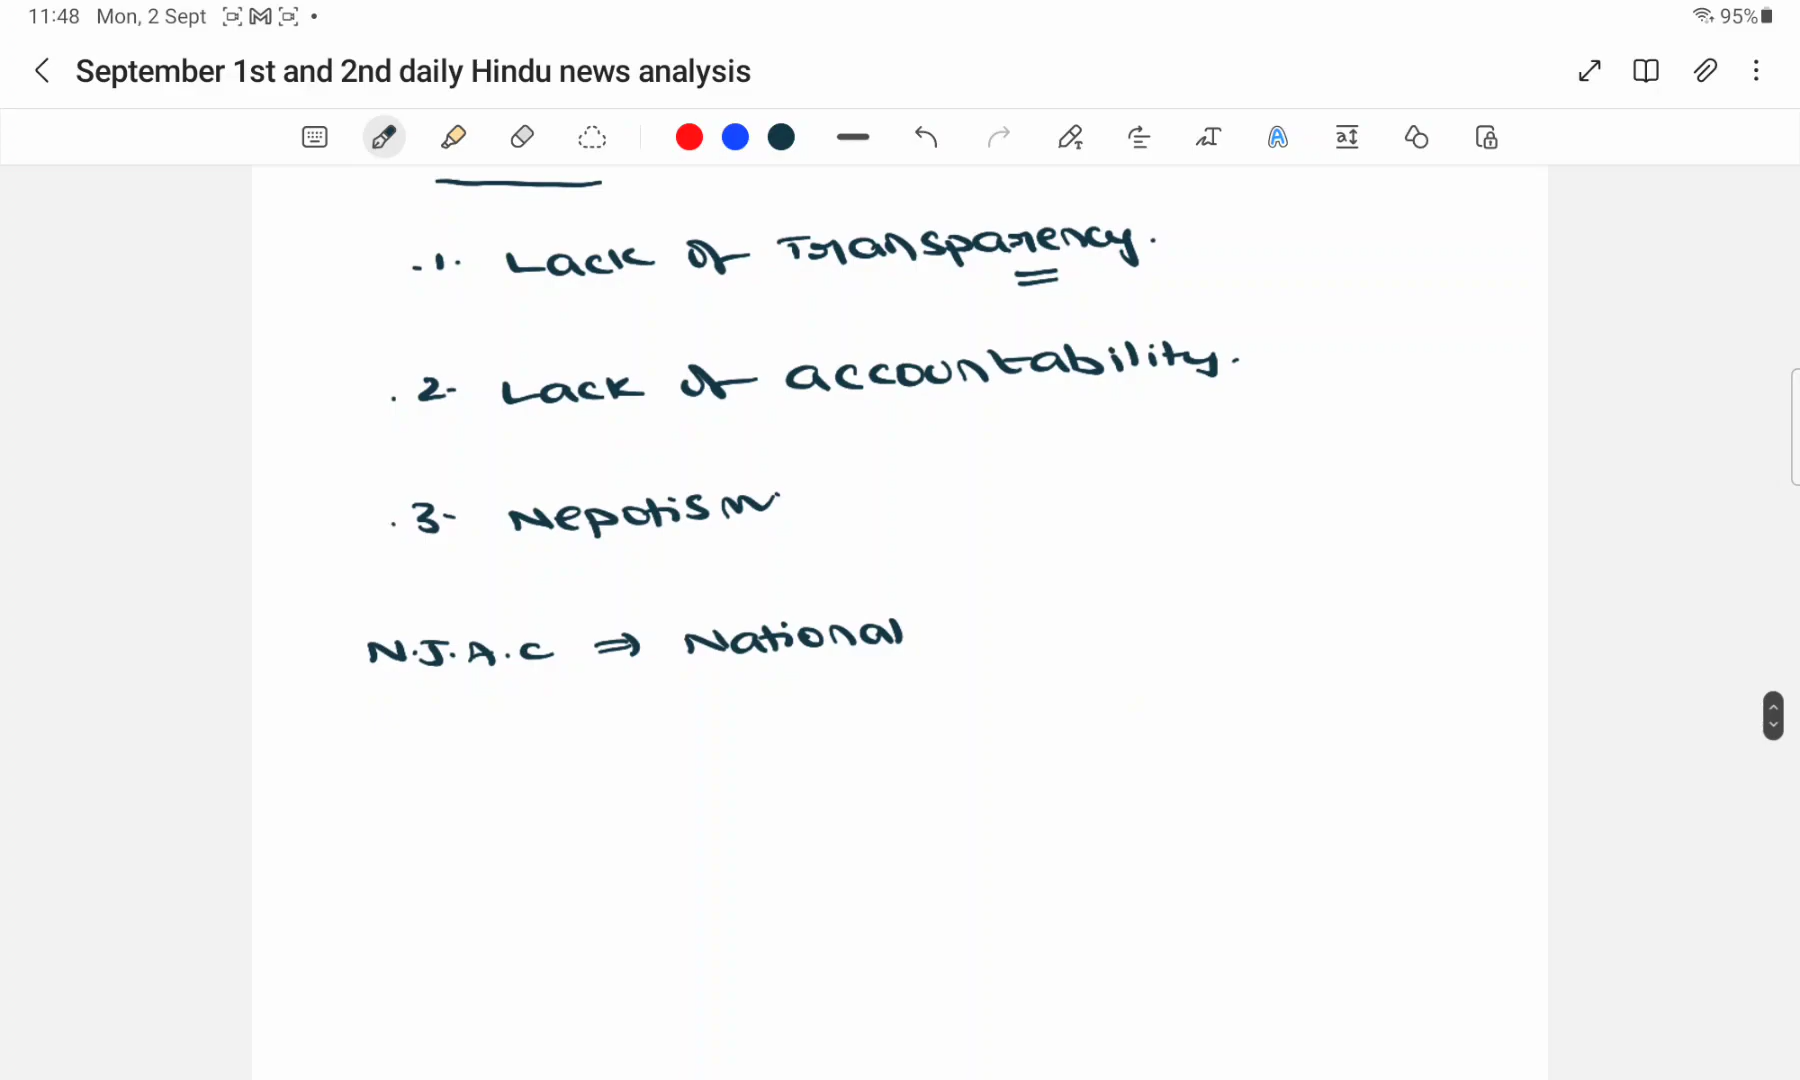 11:48 Mon, 2 Sept 95%
September 1st and 2nd daily Hindu news analysis
.1. Lack of Transparency.
.2- Lack of accountability.
.3- Nepotism
N.J.A.C ⇒ National